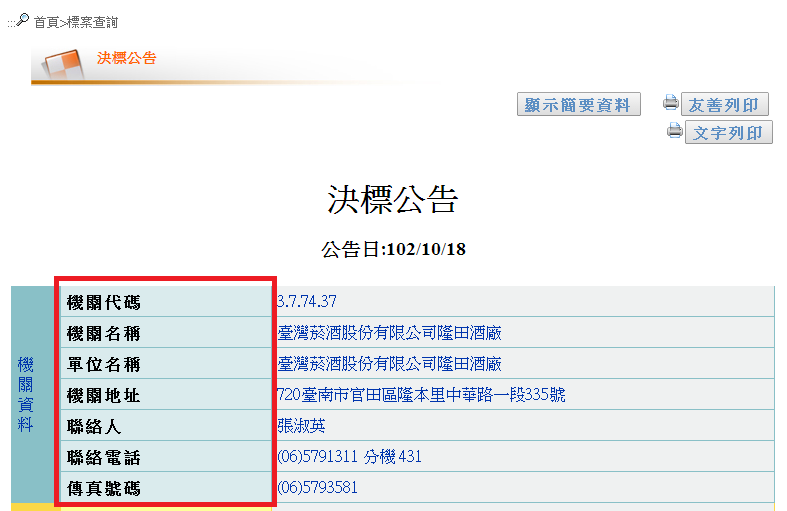 :::首頁>標案查詢
決標公告
顯示簡要資料 友善列印
文字列印
決標公告
公告日:102/10/18
機關資料
機關代碼 3.7.74.37
機關名稱 臺灣菸酒股份有限公司隆田酒廠
單位名稱 臺灣菸酒股份有限公司隆田酒廠
機關地址 720臺南市官田區隆本里中華路一段335號
聯絡人 張淑英
聯絡電話 (06)5791311 分機 431
傳真號碼 (06)5793581